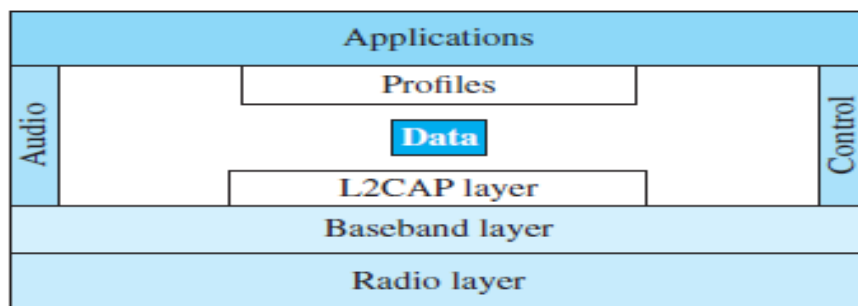 Applications
Profiles
Audio
Data
Control
L2CAP layer
Baseband layer
Radio layer